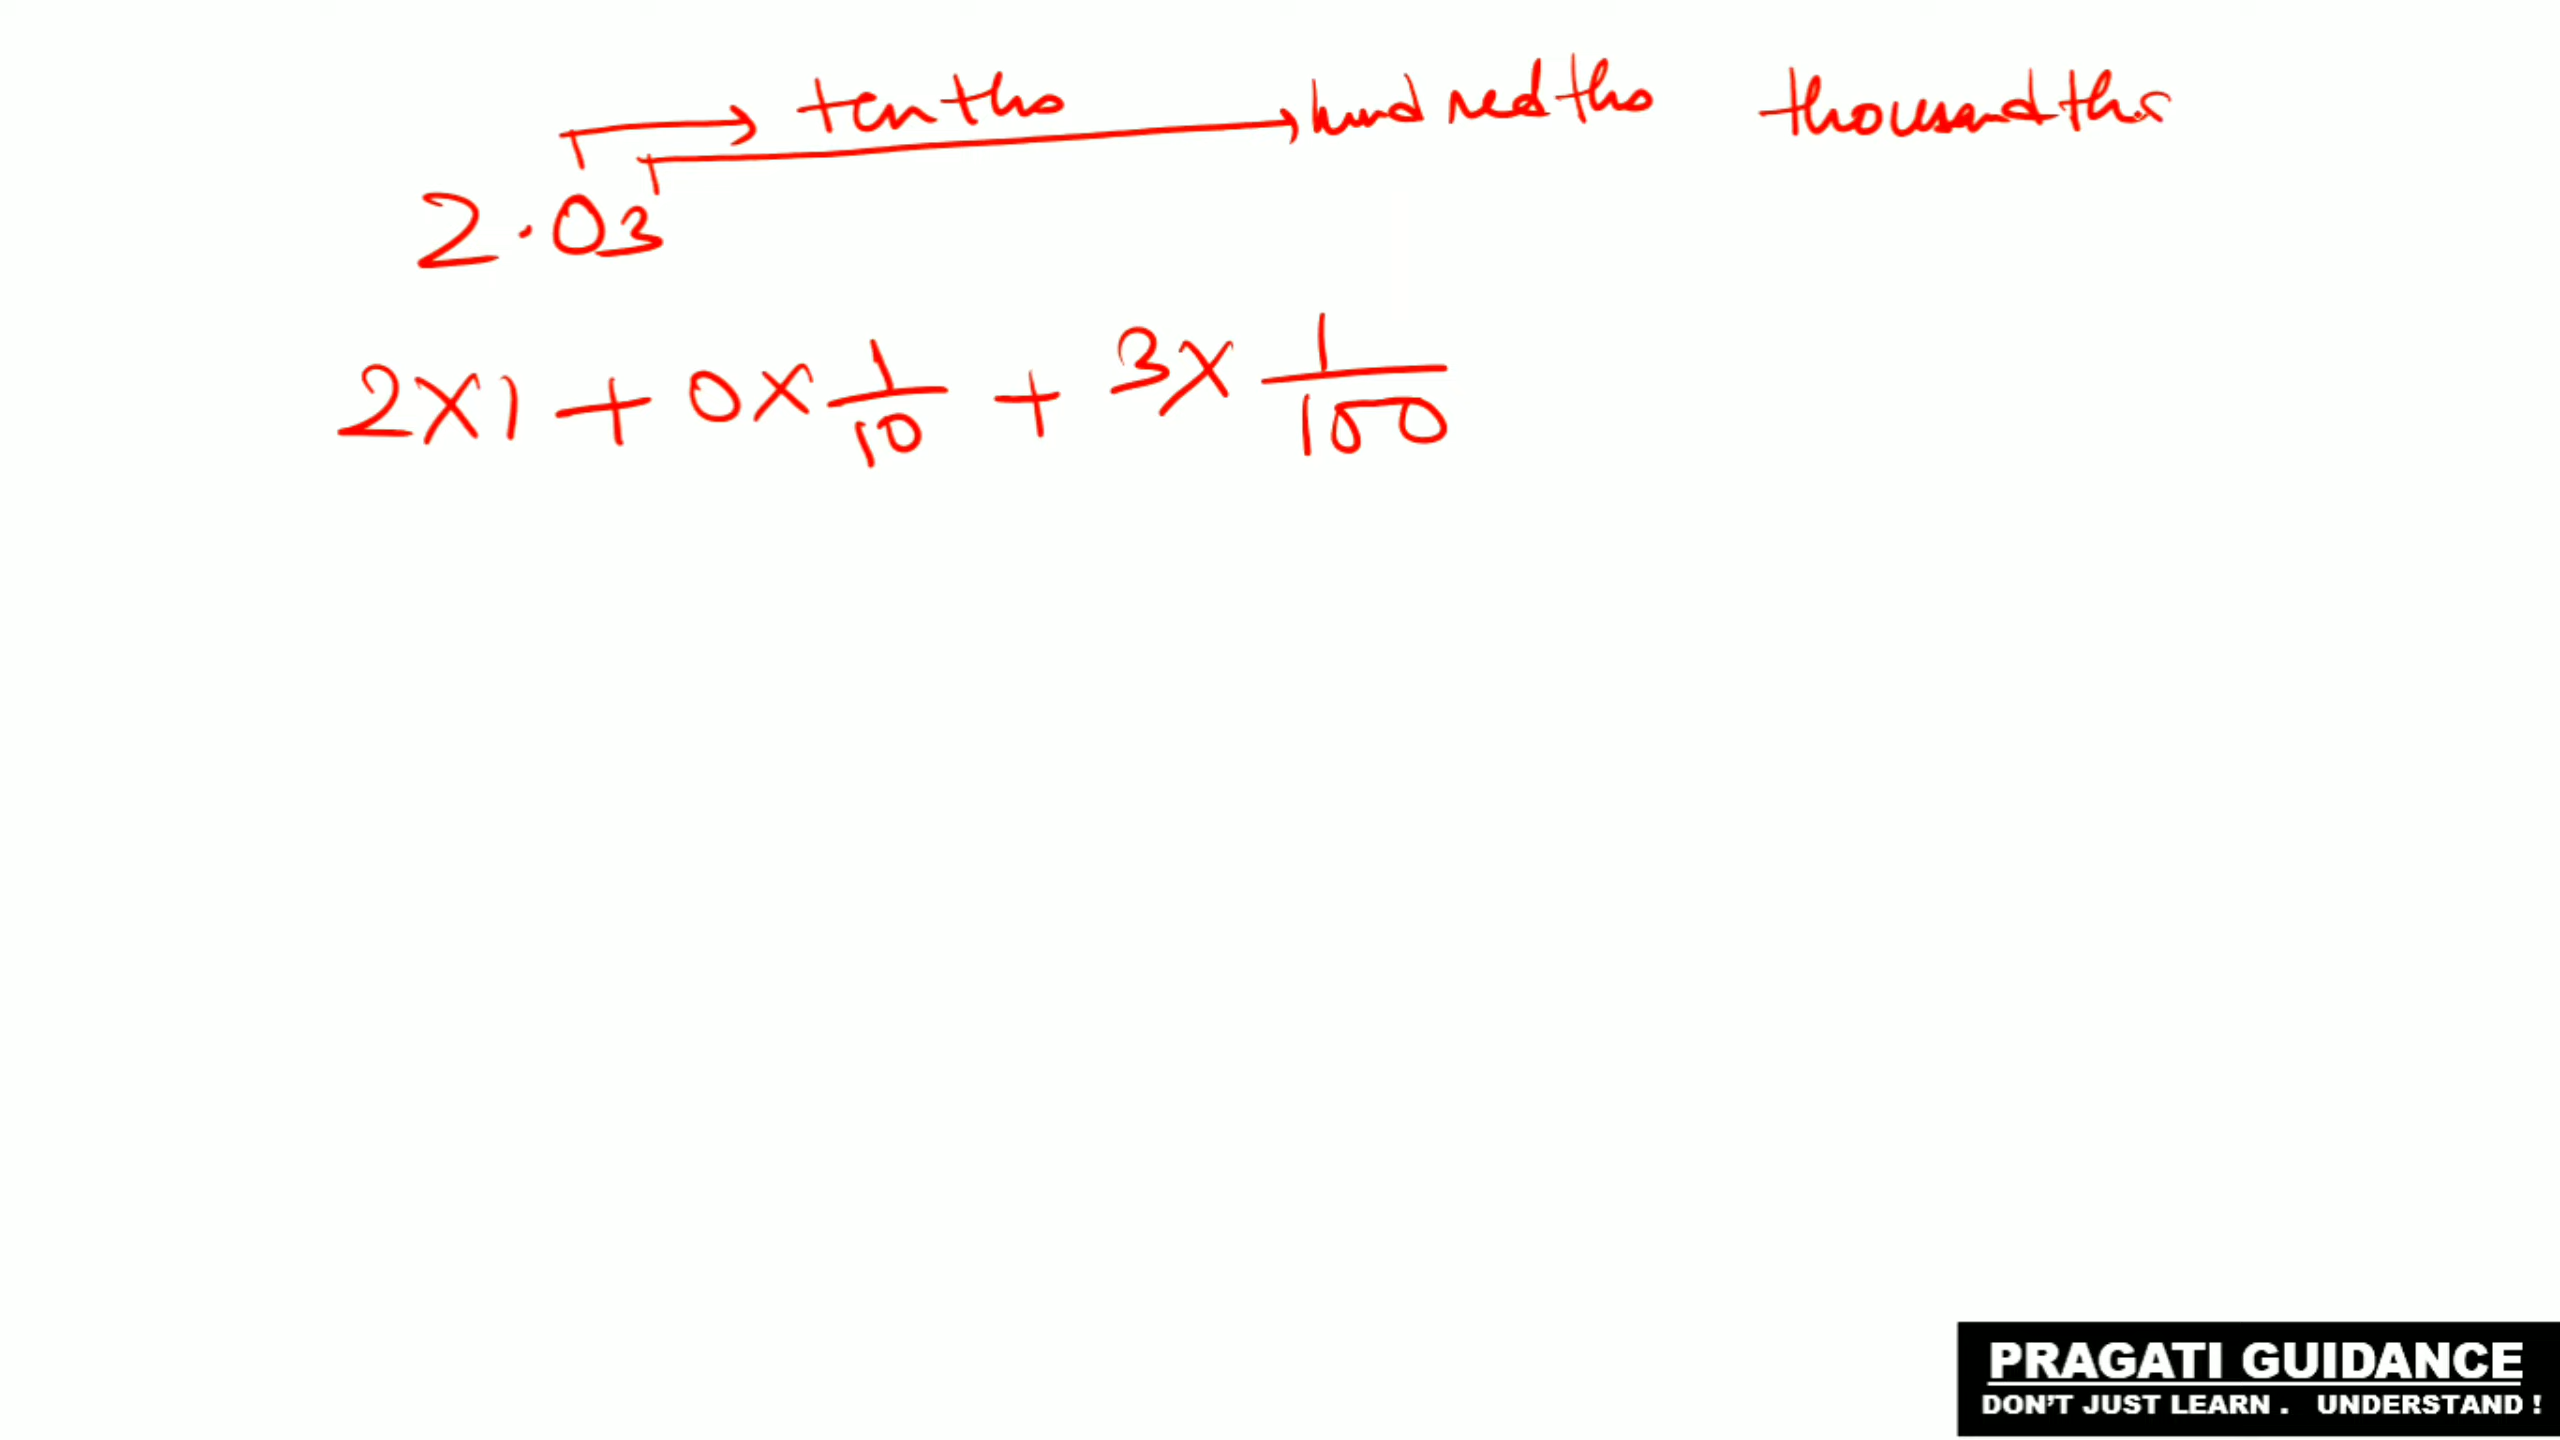 tenths hundredths thousandths
2.03
2×1 + 0×1/10 + 3×1/100
PRAGATI GUIDANCE
DON'T JUST LEARN . UNDERSTAND !